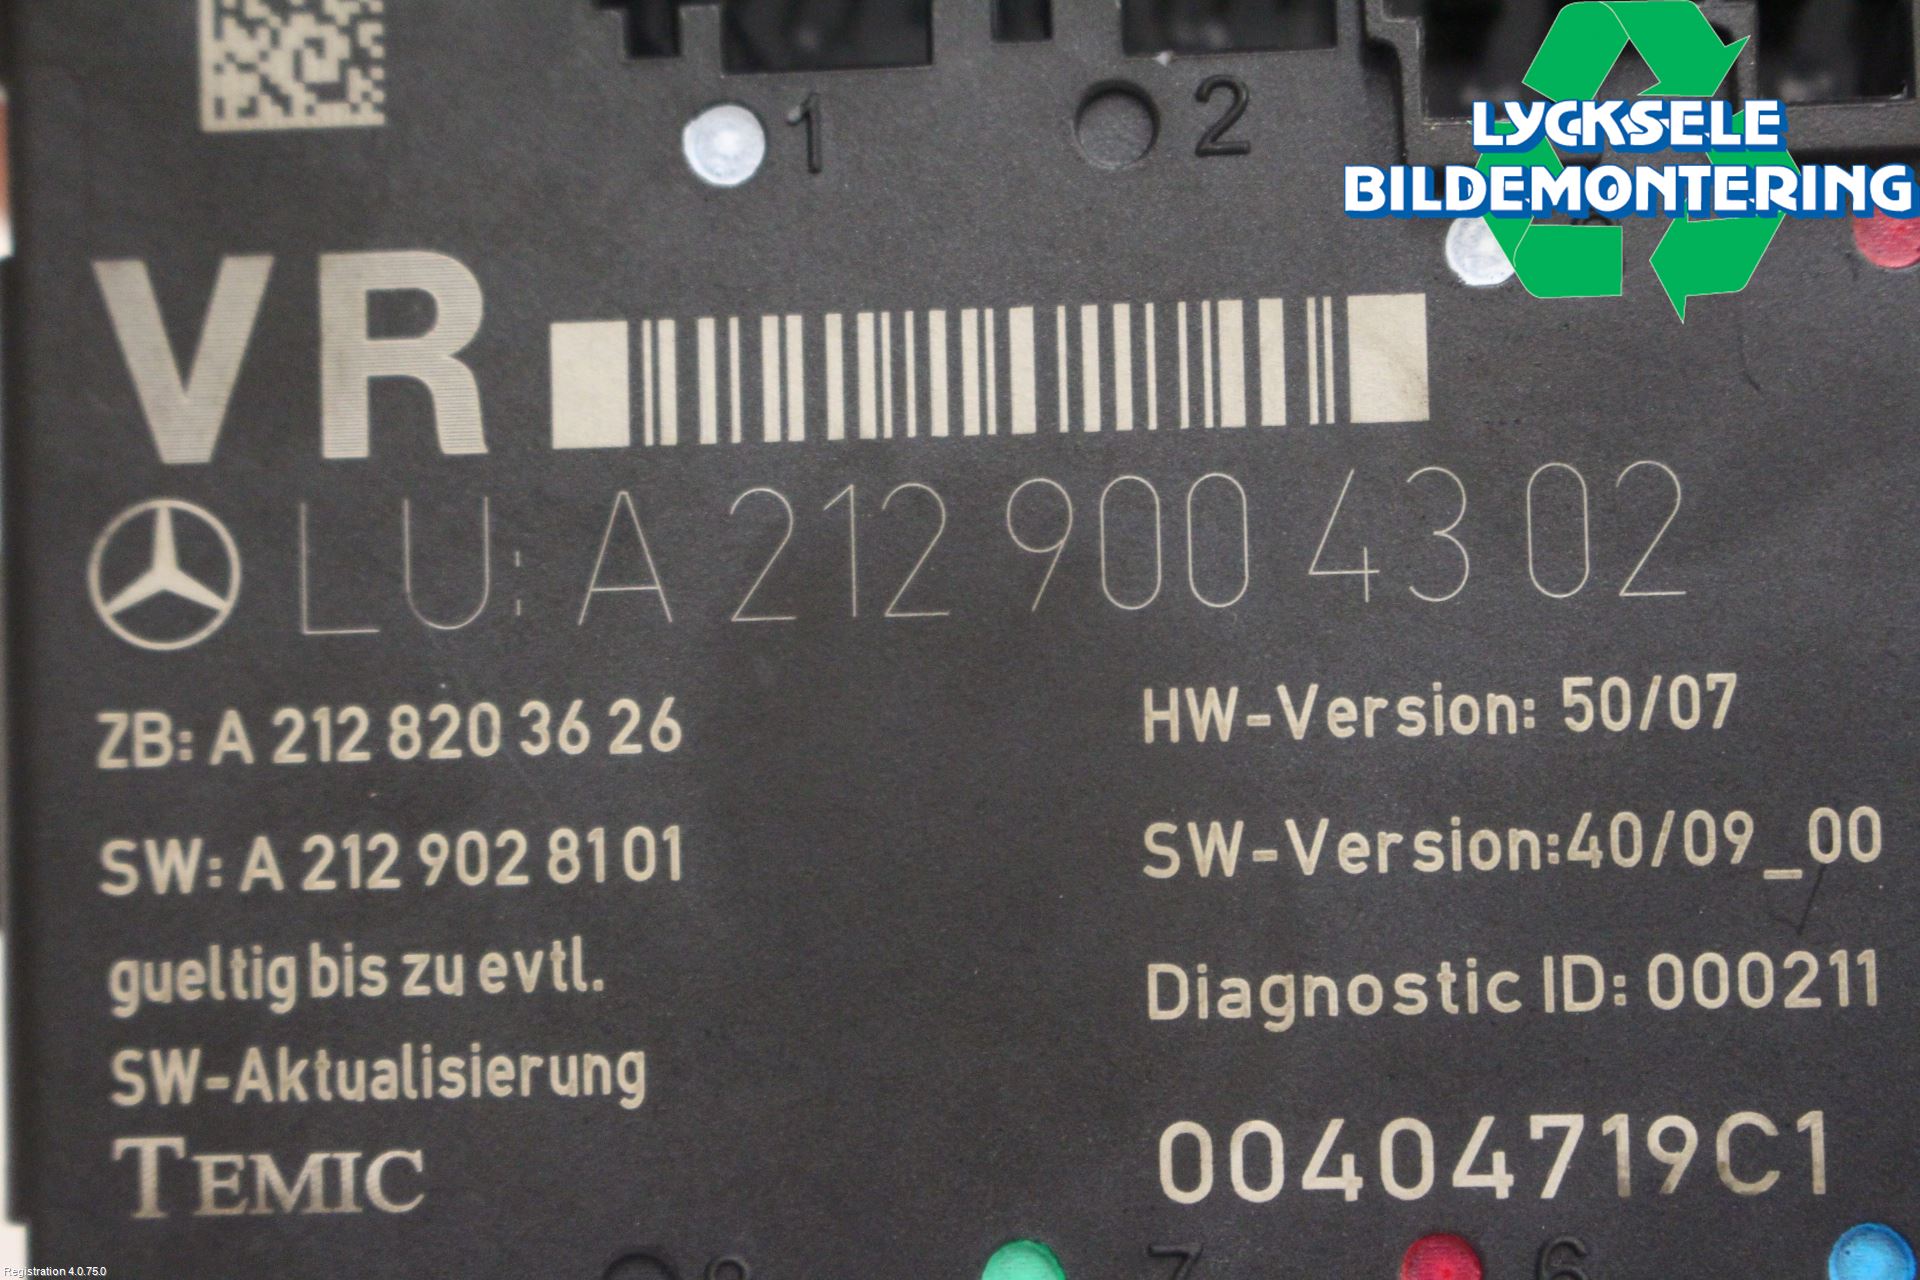 1
2
LYCKSELE
BILDEMONTERING
VR
LU: A 212 900 43 02
ZB: A 212 820 36 26
HW-Version: 50/07
SW: A 212 902 81 01
SW-Version:40/09_00
gueltig bis zu evtl.
Diagnostic ID: 000211
SW-Aktualisierung
TEMIC
00404719C1
8
7
6
Registration 4.0.75.0